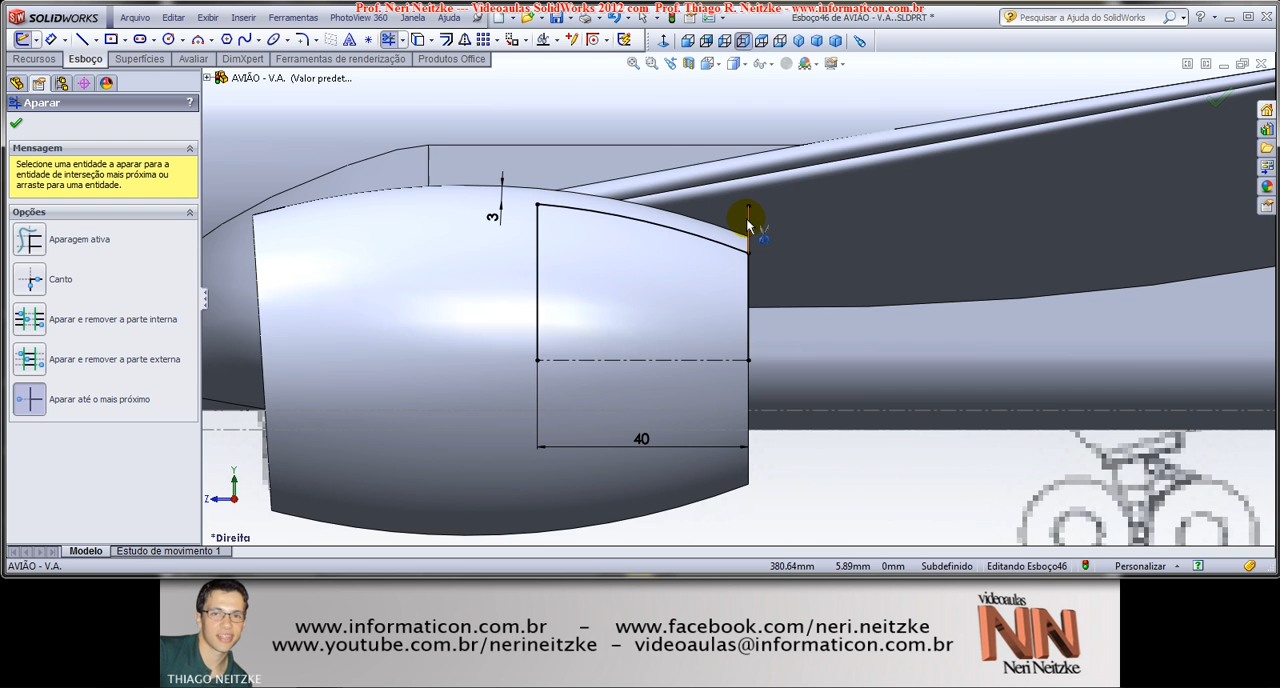 Prof. Neri Neitzke --- Videoaulas SolidWorks 2012 com Prof. Thiago R. Neitzke - www.informaticon.com.br
SOLIDWORKS Arquivo Editar Exibir Inserir Ferramentas PhotoView 360 Janela Ajuda Esboço46 de AVIÃO - V.A..SLDPRT * Pesquisar a Ajuda do SolidWorks
Recursos Esboço Superfícies Avaliar DimXpert Ferramentas de renderização Produtos Office
AVIÃO - V.A. (Valor predet...
Aparar ?
Mensagem
Selecione uma entidade a aparar para a
entidade de interseção mais próxima ou
arraste para uma entidade.
Opções
Aparagem ativa
Canto
Aparar e remover a parte interna
Aparar e remover a parte externa
Aparar até o mais próximo
3
40
Y
Z
*Direita
Modelo Estudo de movimento 1
AVIÃO - V.A. 380.64mm 5.89mm 0mm Subdefinido Editando Esboço46 Personalizar ?
www.informaticon.com.br - www.facebook.com/neri.neitzke
www.youtube.com.br/nerineitzke - videoaulas@informaticon.com.br
THIAGO NEITZKE
videoaulas
NN
Neri Neitzke